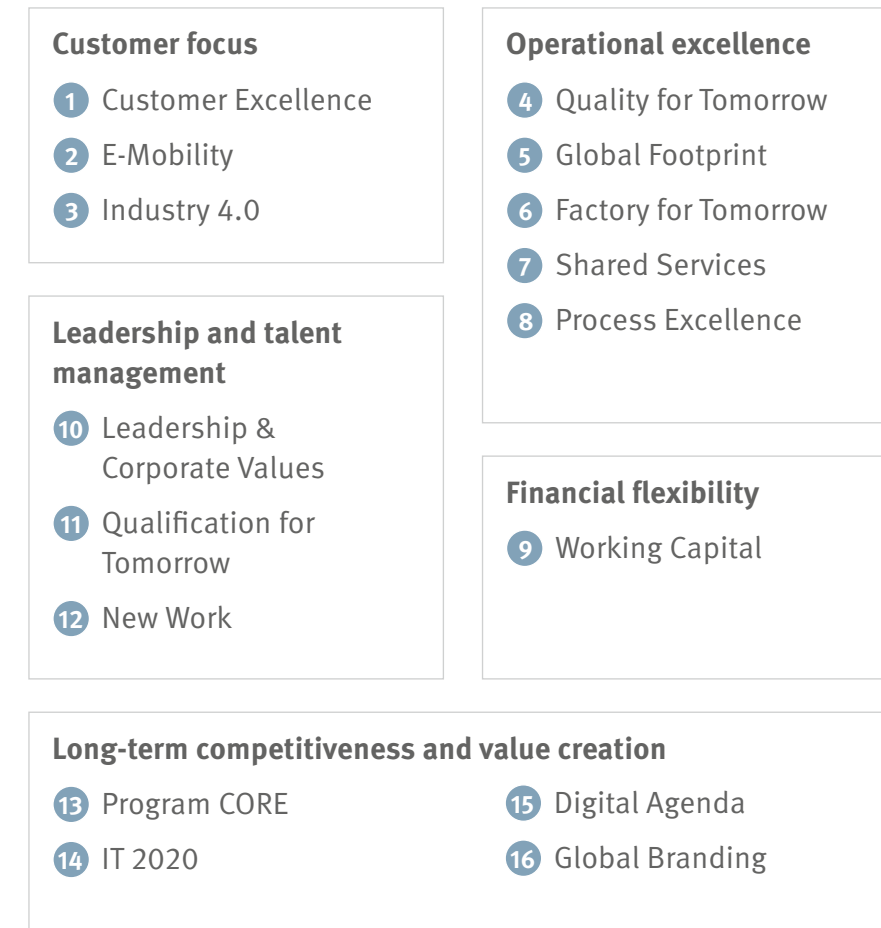 Customer focus
1 Customer Excellence
2 E-Mobility
3 Industry 4.0
Operational excellence
4 Quality for Tomorrow
5 Global Footprint
6 Factory for Tomorrow
7 Shared Services
8 Process Excellence
Financial flexibility
9 Working Capital
Leadership and talent
management
10 Leadership &
Corporate Values
11 Qualification for
Tomorrow
12 New Work
Long-term competitiveness and value creation
13 Program CORE
14 IT 2020
15 Digital Agenda
16 Global Branding